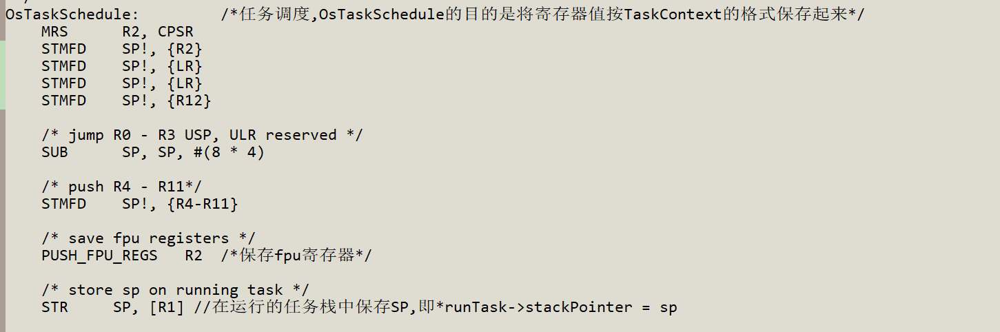 */
OsTaskSchedule:         /*任务调度,OsTaskSchedule的目的是将寄存器值按TaskContext的格式保存起来*/
    MRS      R2, CPSR
    STMFD    SP!, {R2}
    STMFD    SP!, {LR}
    STMFD    SP!, {LR}
    STMFD    SP!, {R12}
    /* jump R0 - R3 USP, ULR reserved */
    SUB      SP, SP, #(8 * 4)
    /* push R4 - R11*/
    STMFD    SP!, {R4-R11}
    /* save fpu registers */
    PUSH_FPU_REGS   R2  /*保存fpu寄存器*/
    /* store sp on running task */
    STR     SP, [R1] //在运行的任务栈中保存SP,即*runTask->stackPointer = sp